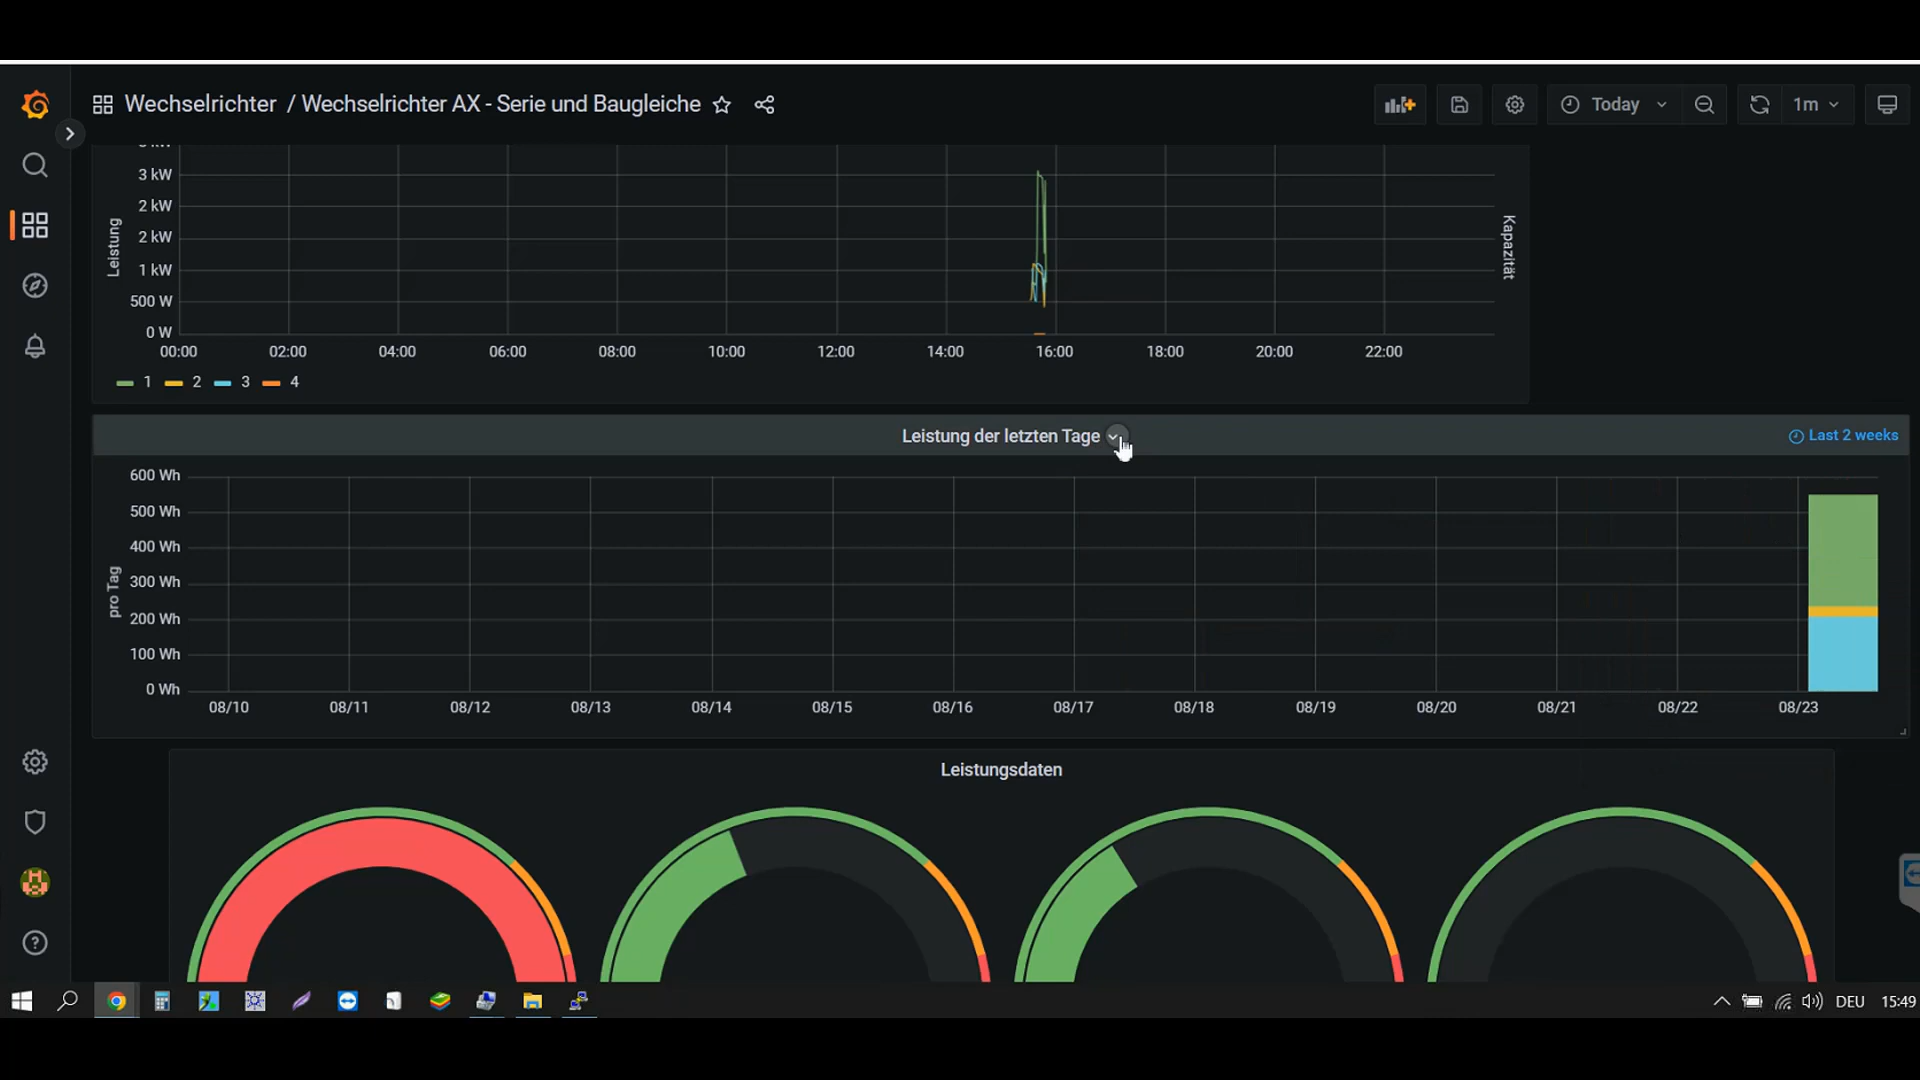 Wechselrichter / Wechselrichter AX - Serie und Baugleiche
Today
1m
3 kW
2 kW
2 kW
1 kW
500 W
0 W
Leistung
Kapazität
00:00 02:00 04:00 06:00 08:00 10:00 12:00 14:00 16:00 18:00 20:00 22:00
1 2 3 4
Leistung der letzten Tage
Last 2 weeks
600 Wh
500 Wh
400 Wh
300 Wh
200 Wh
100 Wh
0 Wh
pro Tag
08/10 08/11 08/12 08/13 08/14 08/15 08/16 08/17 08/18 08/19 08/20 08/21 08/22 08/23
Leistungsdaten
DEU 15:49